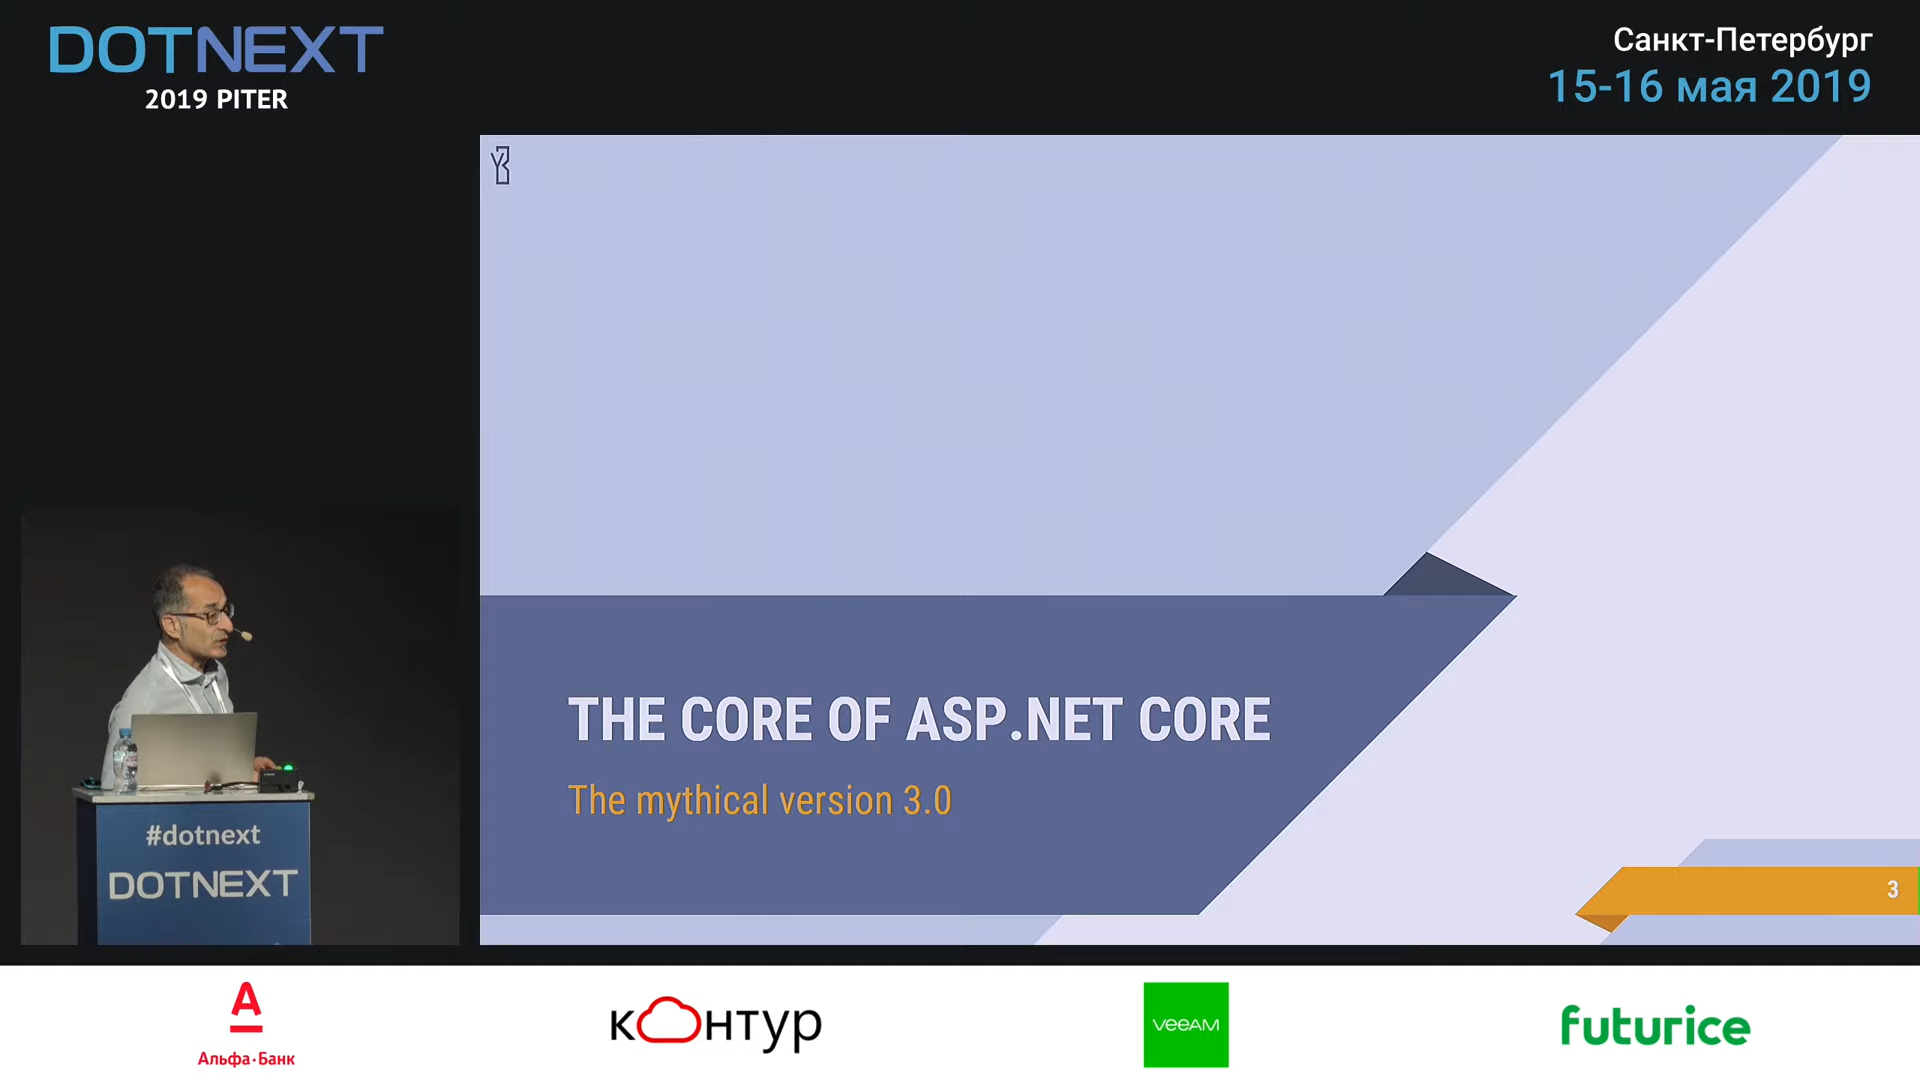 DOTNEXT
2019 PITER
Санкт-Петербург
15-16 мая 2019
THE CORE OF ASP.NET CORE
The mythical version 3.0
3
#dotnext
DOTNEXT
А
Альфа·Банк
контур
veeam
futurice